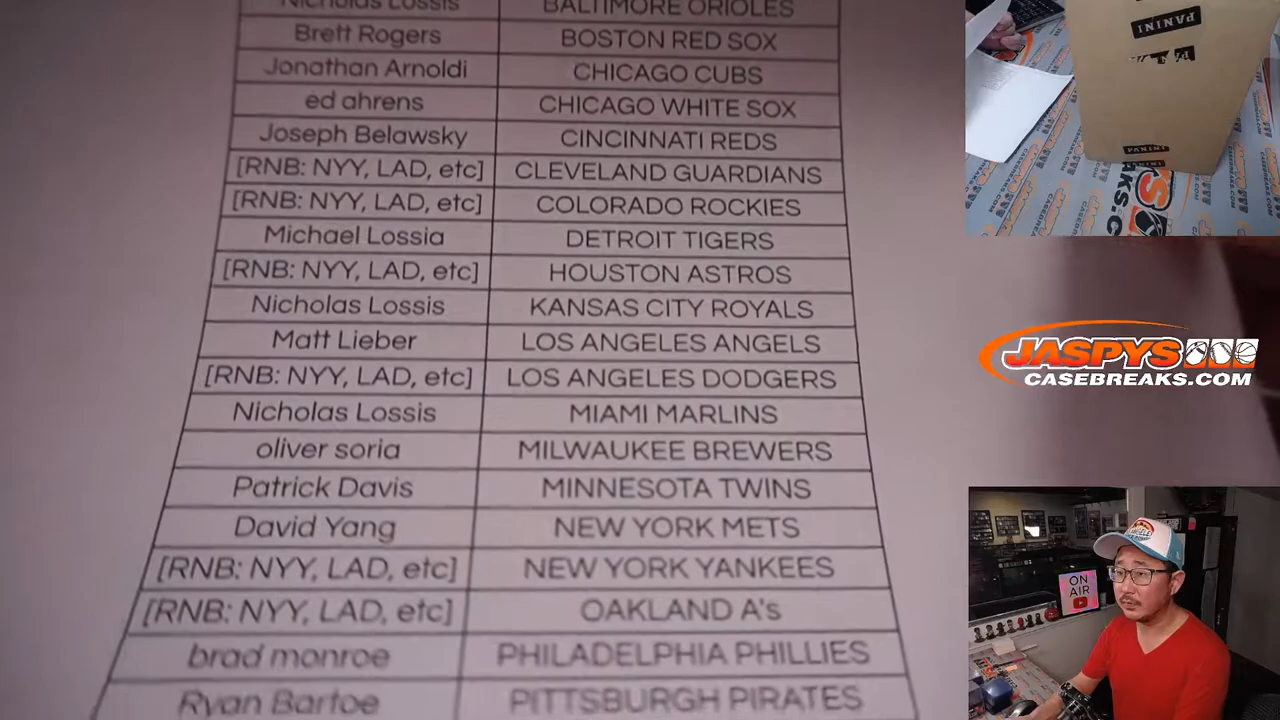 Nicholas Lossis BALTIMORE ORIOLES
Brett Rogers BOSTON RED SOX
Jonathan Arnoldi CHICAGO CUBS
ed ahrens CHICAGO WHITE SOX
Joseph Belawsky CINCINNATI REDS
[RNB: NYY, LAD, etc] CLEVELAND GUARDIANS
[RNB: NYY, LAD, etc] COLORADO ROCKIES
Michael Lossia DETROIT TIGERS
[RNB: NYY, LAD, etc] HOUSTON ASTROS
Nicholas Lossis KANSAS CITY ROYALS
Matt Lieber LOS ANGELES ANGELS
[RNB: NYY, LAD, etc] LOS ANGELES DODGERS
Nicholas Lossis MIAMI MARLINS
oliver soria MILWAUKEE BREWERS
Patrick Davis MINNESOTA TWINS
David Yang NEW YORK METS
[RNB: NYY, LAD, etc] NEW YORK YANKEES
[RNB: NYY, LAD, etc] OAKLAND A's
brad monroe PHILADELPHIA PHILLIES
Ryan Bartoe PITTSBURGH PIRATES
PANINI
PANINI
JASPYS
CASEBREAKS.COM
ON
AIR